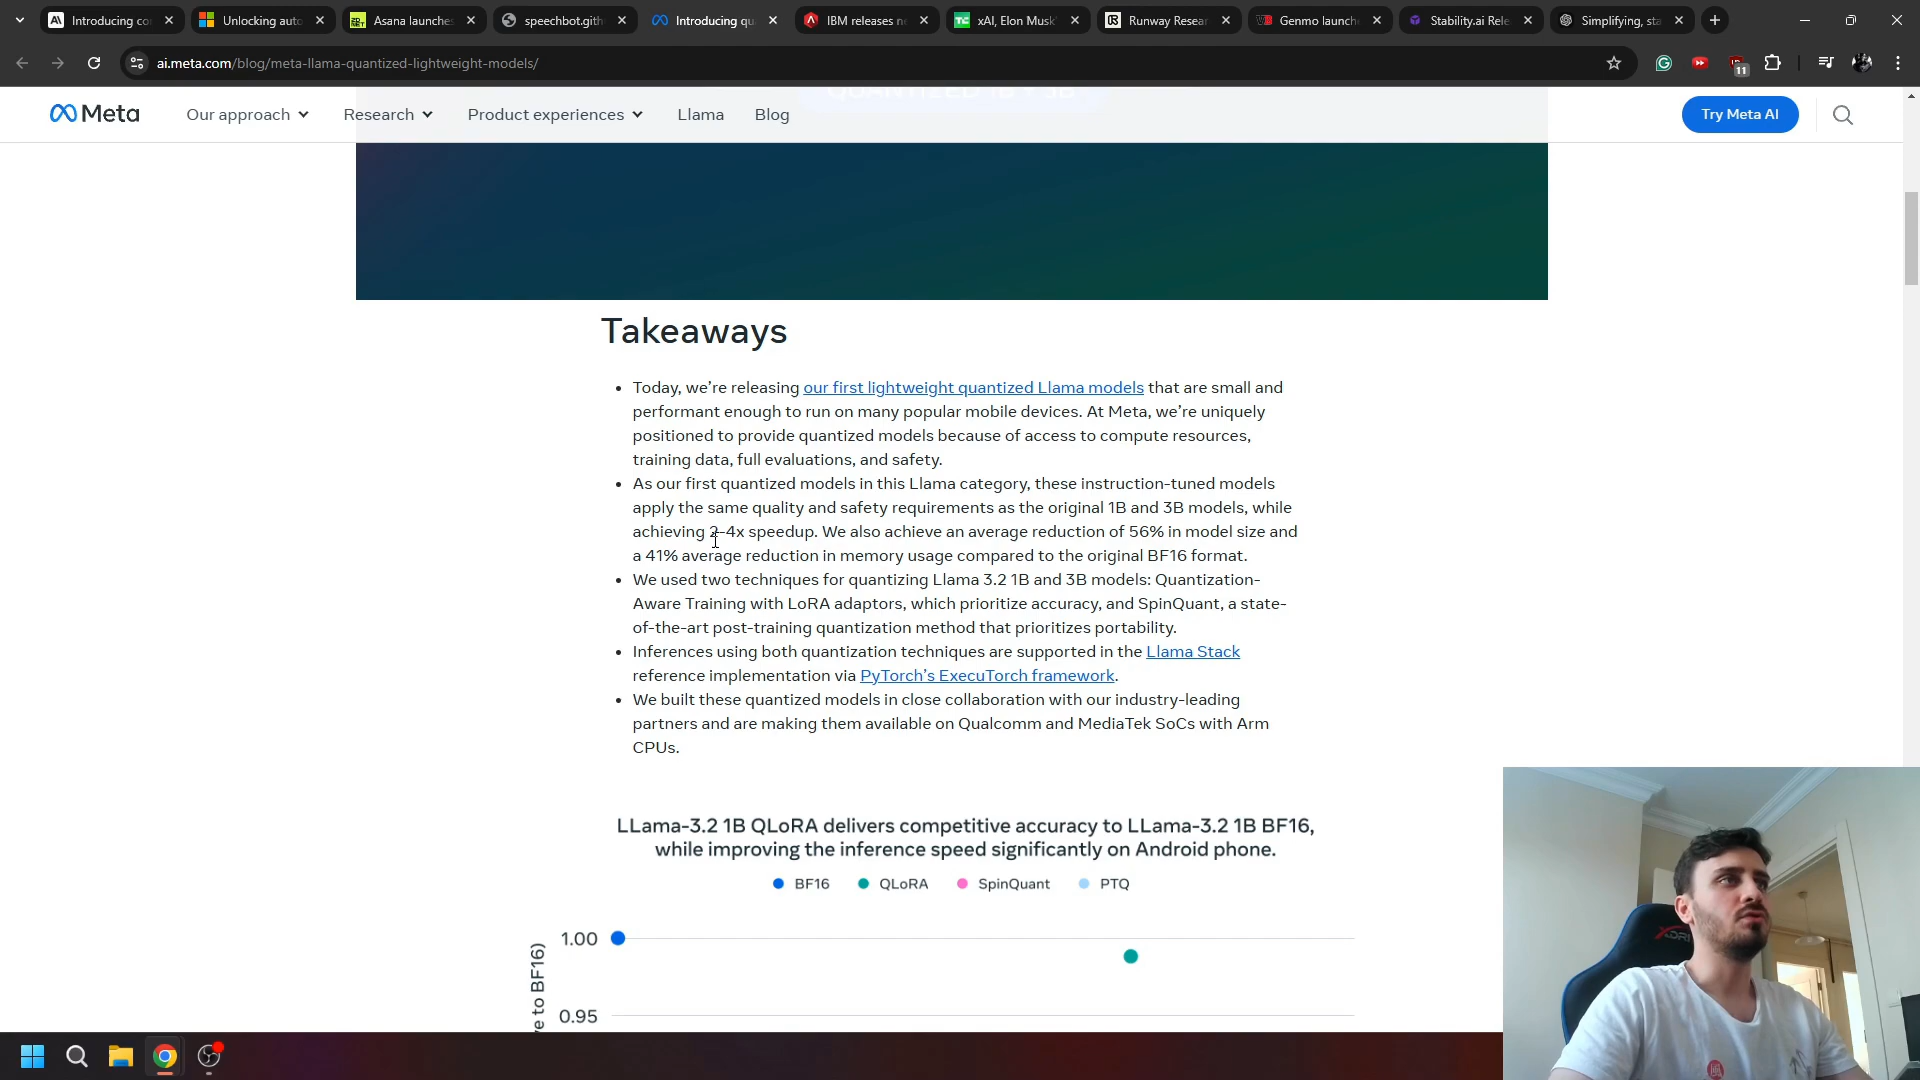 Introducing co
Unlocking auto
Asana launches
speechbot.gith
Introducing qu
IBM releases n
xAI, Elon Musk'
Runway Resear
Genmo launch
Stability.ai Rele
Simplifying, sta
ai.meta.com/blog/meta-llama-quantized-lightweight-models/
11
QUANTIZED 1B + 3B
Meta
Our approach
Research
Product experiences
Llama
Blog
Try Meta AI
Takeaways
• Today, we're releasing our first lightweight quantized Llama models that are small and
performant enough to run on many popular mobile devices. At Meta, we're uniquely
positioned to provide quantized models because of access to compute resources,
training data, full evaluations, and safety.
• As our first quantized models in this Llama category, these instruction-tuned models
apply the same quality and safety requirements as the original 1B and 3B models, while
achieving 2-4x speedup. We also achieve an average reduction of 56% in model size and
a 41% average reduction in memory usage compared to the original BF16 format.
• We used two techniques for quantizing Llama 3.2 1B and 3B models: Quantization-
Aware Training with LoRA adaptors, which prioritize accuracy, and SpinQuant, a state-
of-the-art post-training quantization method that prioritizes portability.
• Inferences using both quantization techniques are supported in the Llama Stack
reference implementation via PyTorch's ExecuTorch framework.
• We built these quantized models in close collaboration with our industry-leading
partners and are making them available on Qualcomm and MediaTek SoCs with Arm
CPUs.
LLama-3.2 1B QLoRA delivers competitive accuracy to LLama-3.2 1B BF16,
while improving the inference speed significantly on Android phone.
BF16
QLoRA
SpinQuant
PTQ
1.00
0.95
ve to BF16)